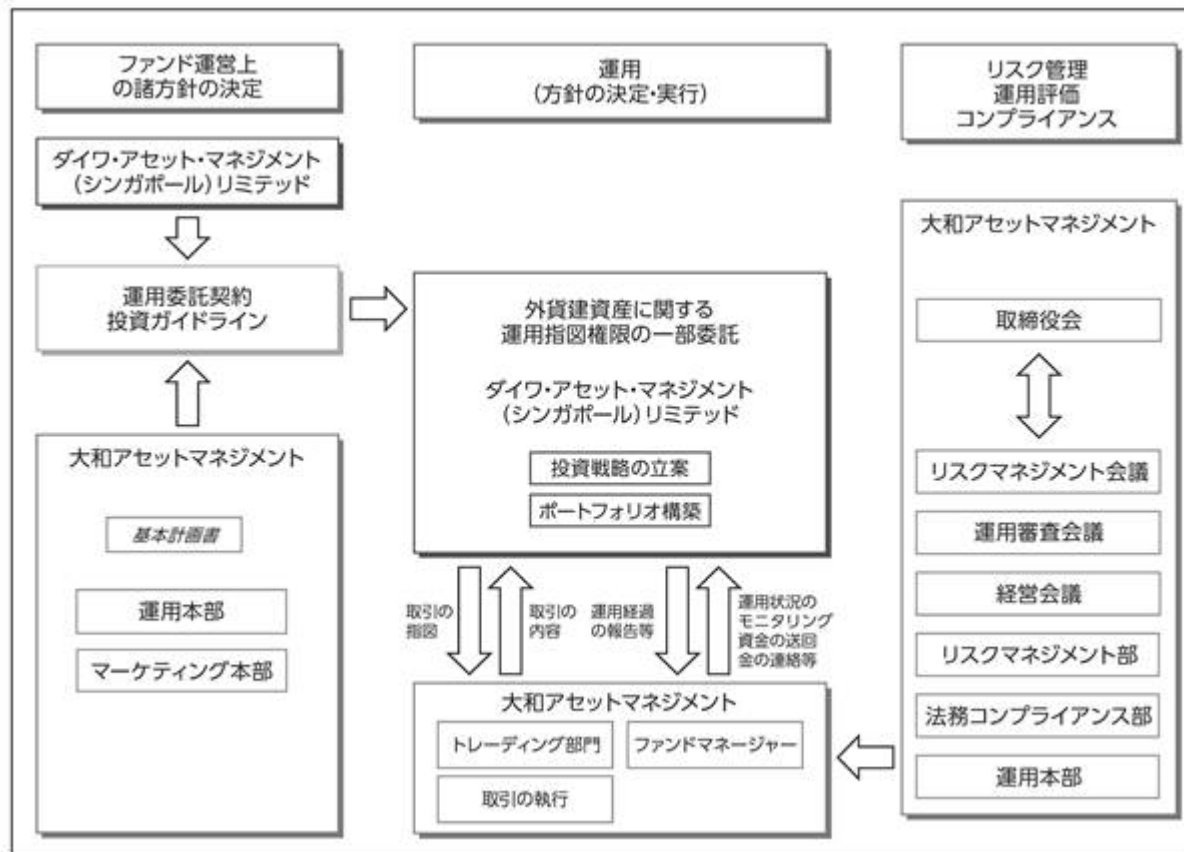 ファンド運営上
の諸方針の決定
ダイワ・アセット・マネジメント
（シンガポール）リミテッド
運用委託契約
投資ガイドライン
大和アセットマネジメント
基本計画書
運用本部
マーケティング本部
運用
（方針の決定・実行）
外貨建資産に関する
運用指図権限の一部委託
ダイワ・アセット・マネジメント
（シンガポール）リミテッド
投資戦略の立案
ポートフォリオ構築
取引の
指図
取引の
内容
運用経過
の報告等
運用状況の
モニタリング
資金の送回
金の連絡等
大和アセットマネジメント
トレーディング部門
ファンドマネージャー
取引の執行
リスク管理
運用評価
コンプライアンス
大和アセットマネジメント
取締役会
リスクマネジメント会議
運用審査会議
経営会議
リスクマネジメント部
法務コンプライアンス部
運用本部